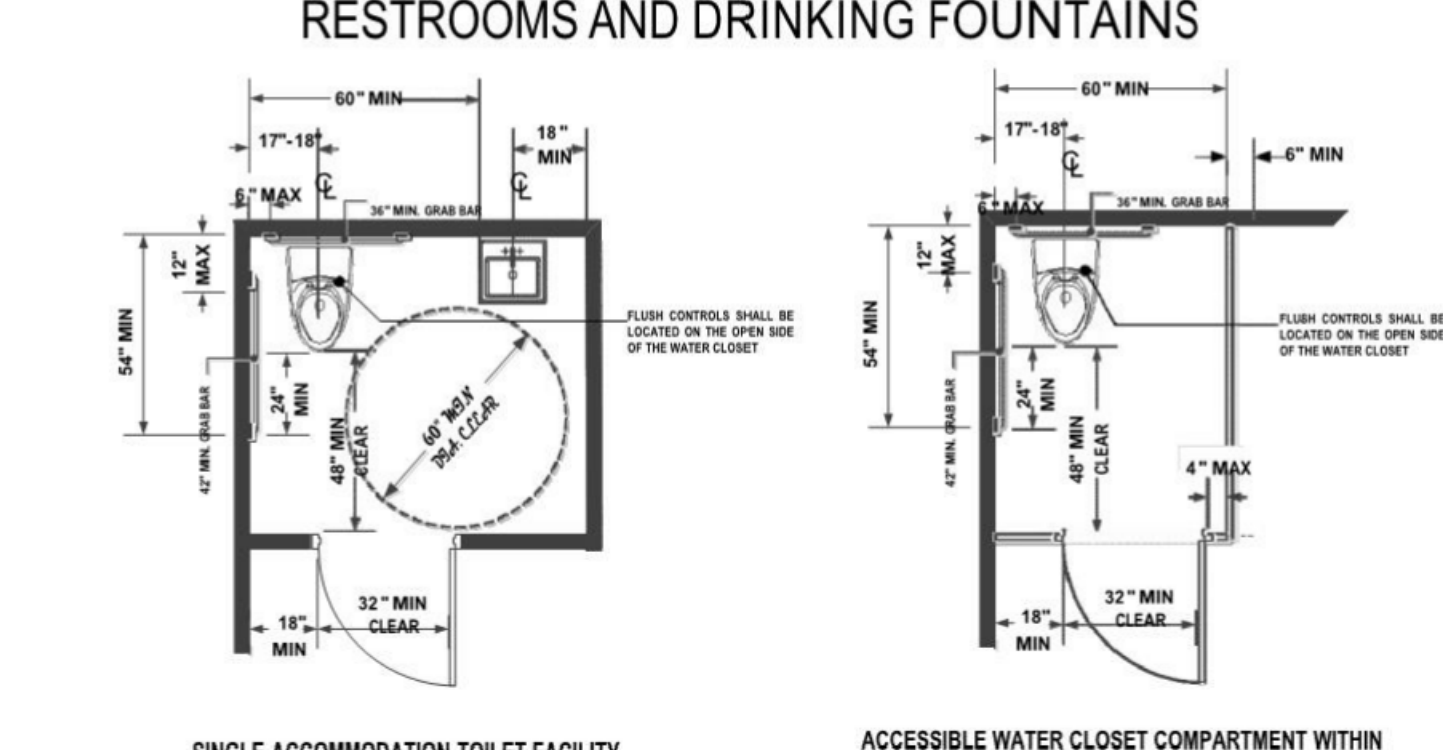 RESTROOMS AND DRINKING FOUNTAINS
60" MIN
17"-18"
18"
MIN
CL
CL
6" MAX
36" MIN. GRAB BAR
12"
MAX
54" MIN
FLUSH CONTROLS SHALL BE
LOCATED ON THE OPEN SIDE
OF THE WATER CLOSET
42" MIN. GRAB BAR
24"
MIN
48" MIN
CLEAR
60" MIN
DIA. CLEAR
32" MIN
CLEAR
18"
MIN
SINGLE ACCOMMODATION TOILET FACILITY
60" MIN
17"-18"
CL
6" MIN
6" MAX
36" MIN. GRAB BAR
12"
MAX
54" MIN
FLUSH CONTROLS SHALL BE
LOCATED ON THE OPEN SIDE
OF THE WATER CLOSET
42" MIN. GRAB BAR
24"
MIN
48" MIN
CLEAR
4" MAX
32" MIN
CLEAR
18"
MIN
ACCESSIBLE WATER CLOSET COMPARTMENT WITHIN